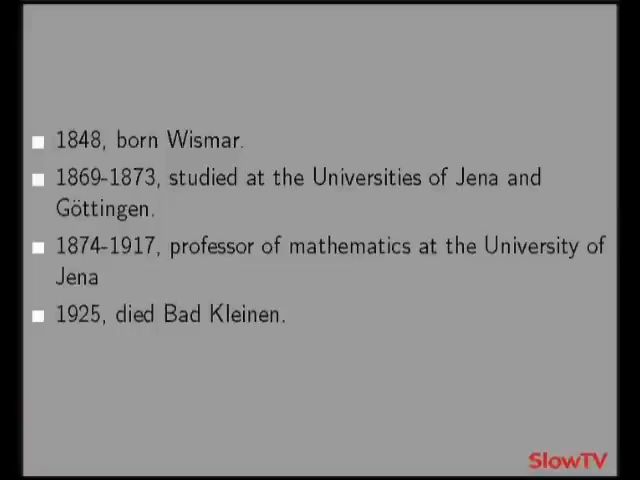 1848, born Wismar.
1869-1873, studied at the Universities of Jena and
Göttingen.
1874-1917, professor of mathematics at the University of
Jena
1925, died Bad Kleinen.
SlowTV